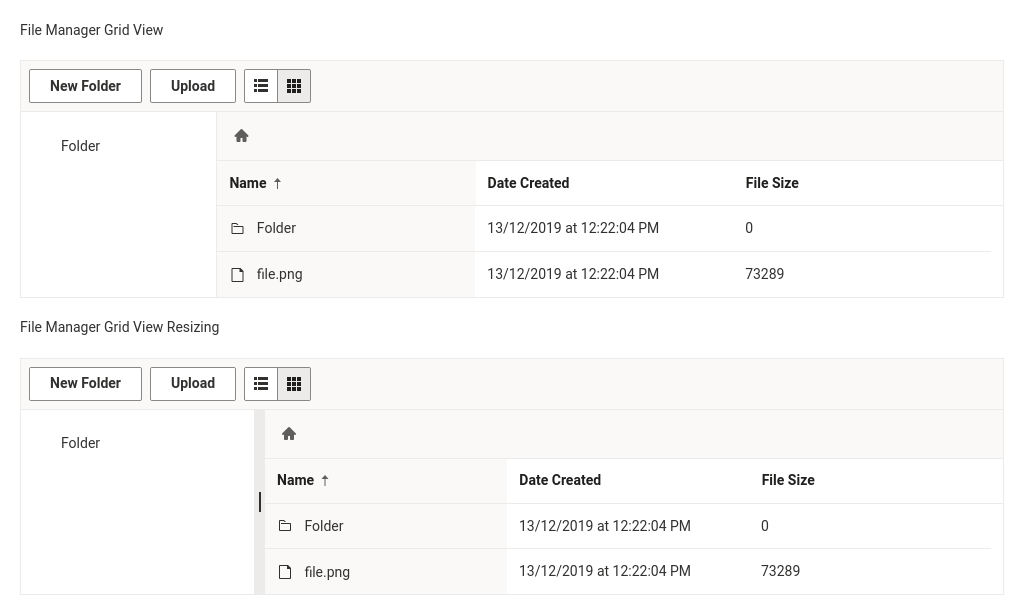 File Manager Grid View
New Folder Upload
Folder
Name Date Created File Size
Folder 13/12/2019 at 12:22:04 PM 0
file.png 13/12/2019 at 12:22:04 PM 73289
File Manager Grid View Resizing
New Folder Upload
Folder
Name Date Created File Size
Folder 13/12/2019 at 12:22:04 PM 0
file.png 13/12/2019 at 12:22:04 PM 73289